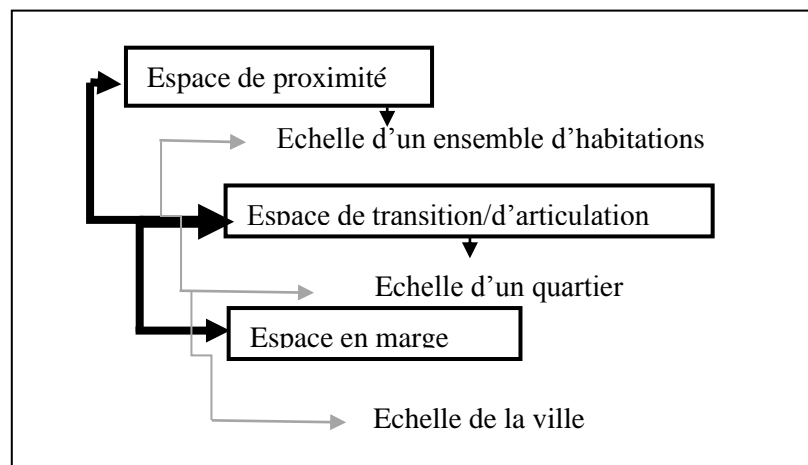 Espace de proximité
Echelle d’un ensemble d’habitations
Espace de transition/d’articulation
Echelle d’un quartier
Espace en marge
Echelle de la ville